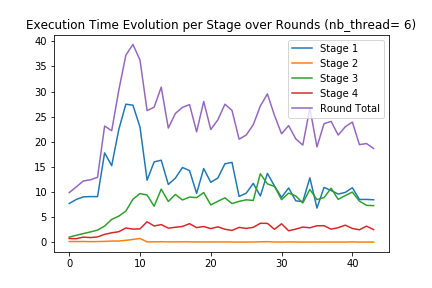 Execution Time Evolution per Stage over Rounds (nb_thread= 6)
40
35
30
25
20
15
10
5
0
0
10
20
30
40
Stage 1
Stage 2
Stage 3
Stage 4
Round Total